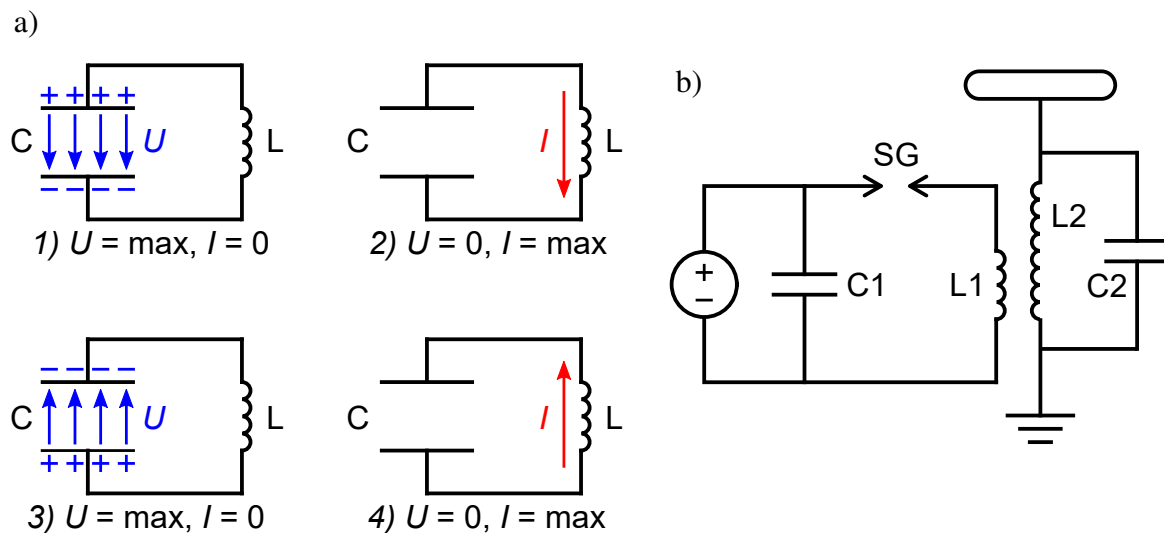 a)
+ + + +
C U L
− − − −
1) U = max, I = 0
I L
C
2) U = 0, I = max
− − − −
C U L
+ + + +
3) U = max, I = 0
C I L
4) U = 0, I = max
b)
SG
L2
+
−
C1 L1 C2